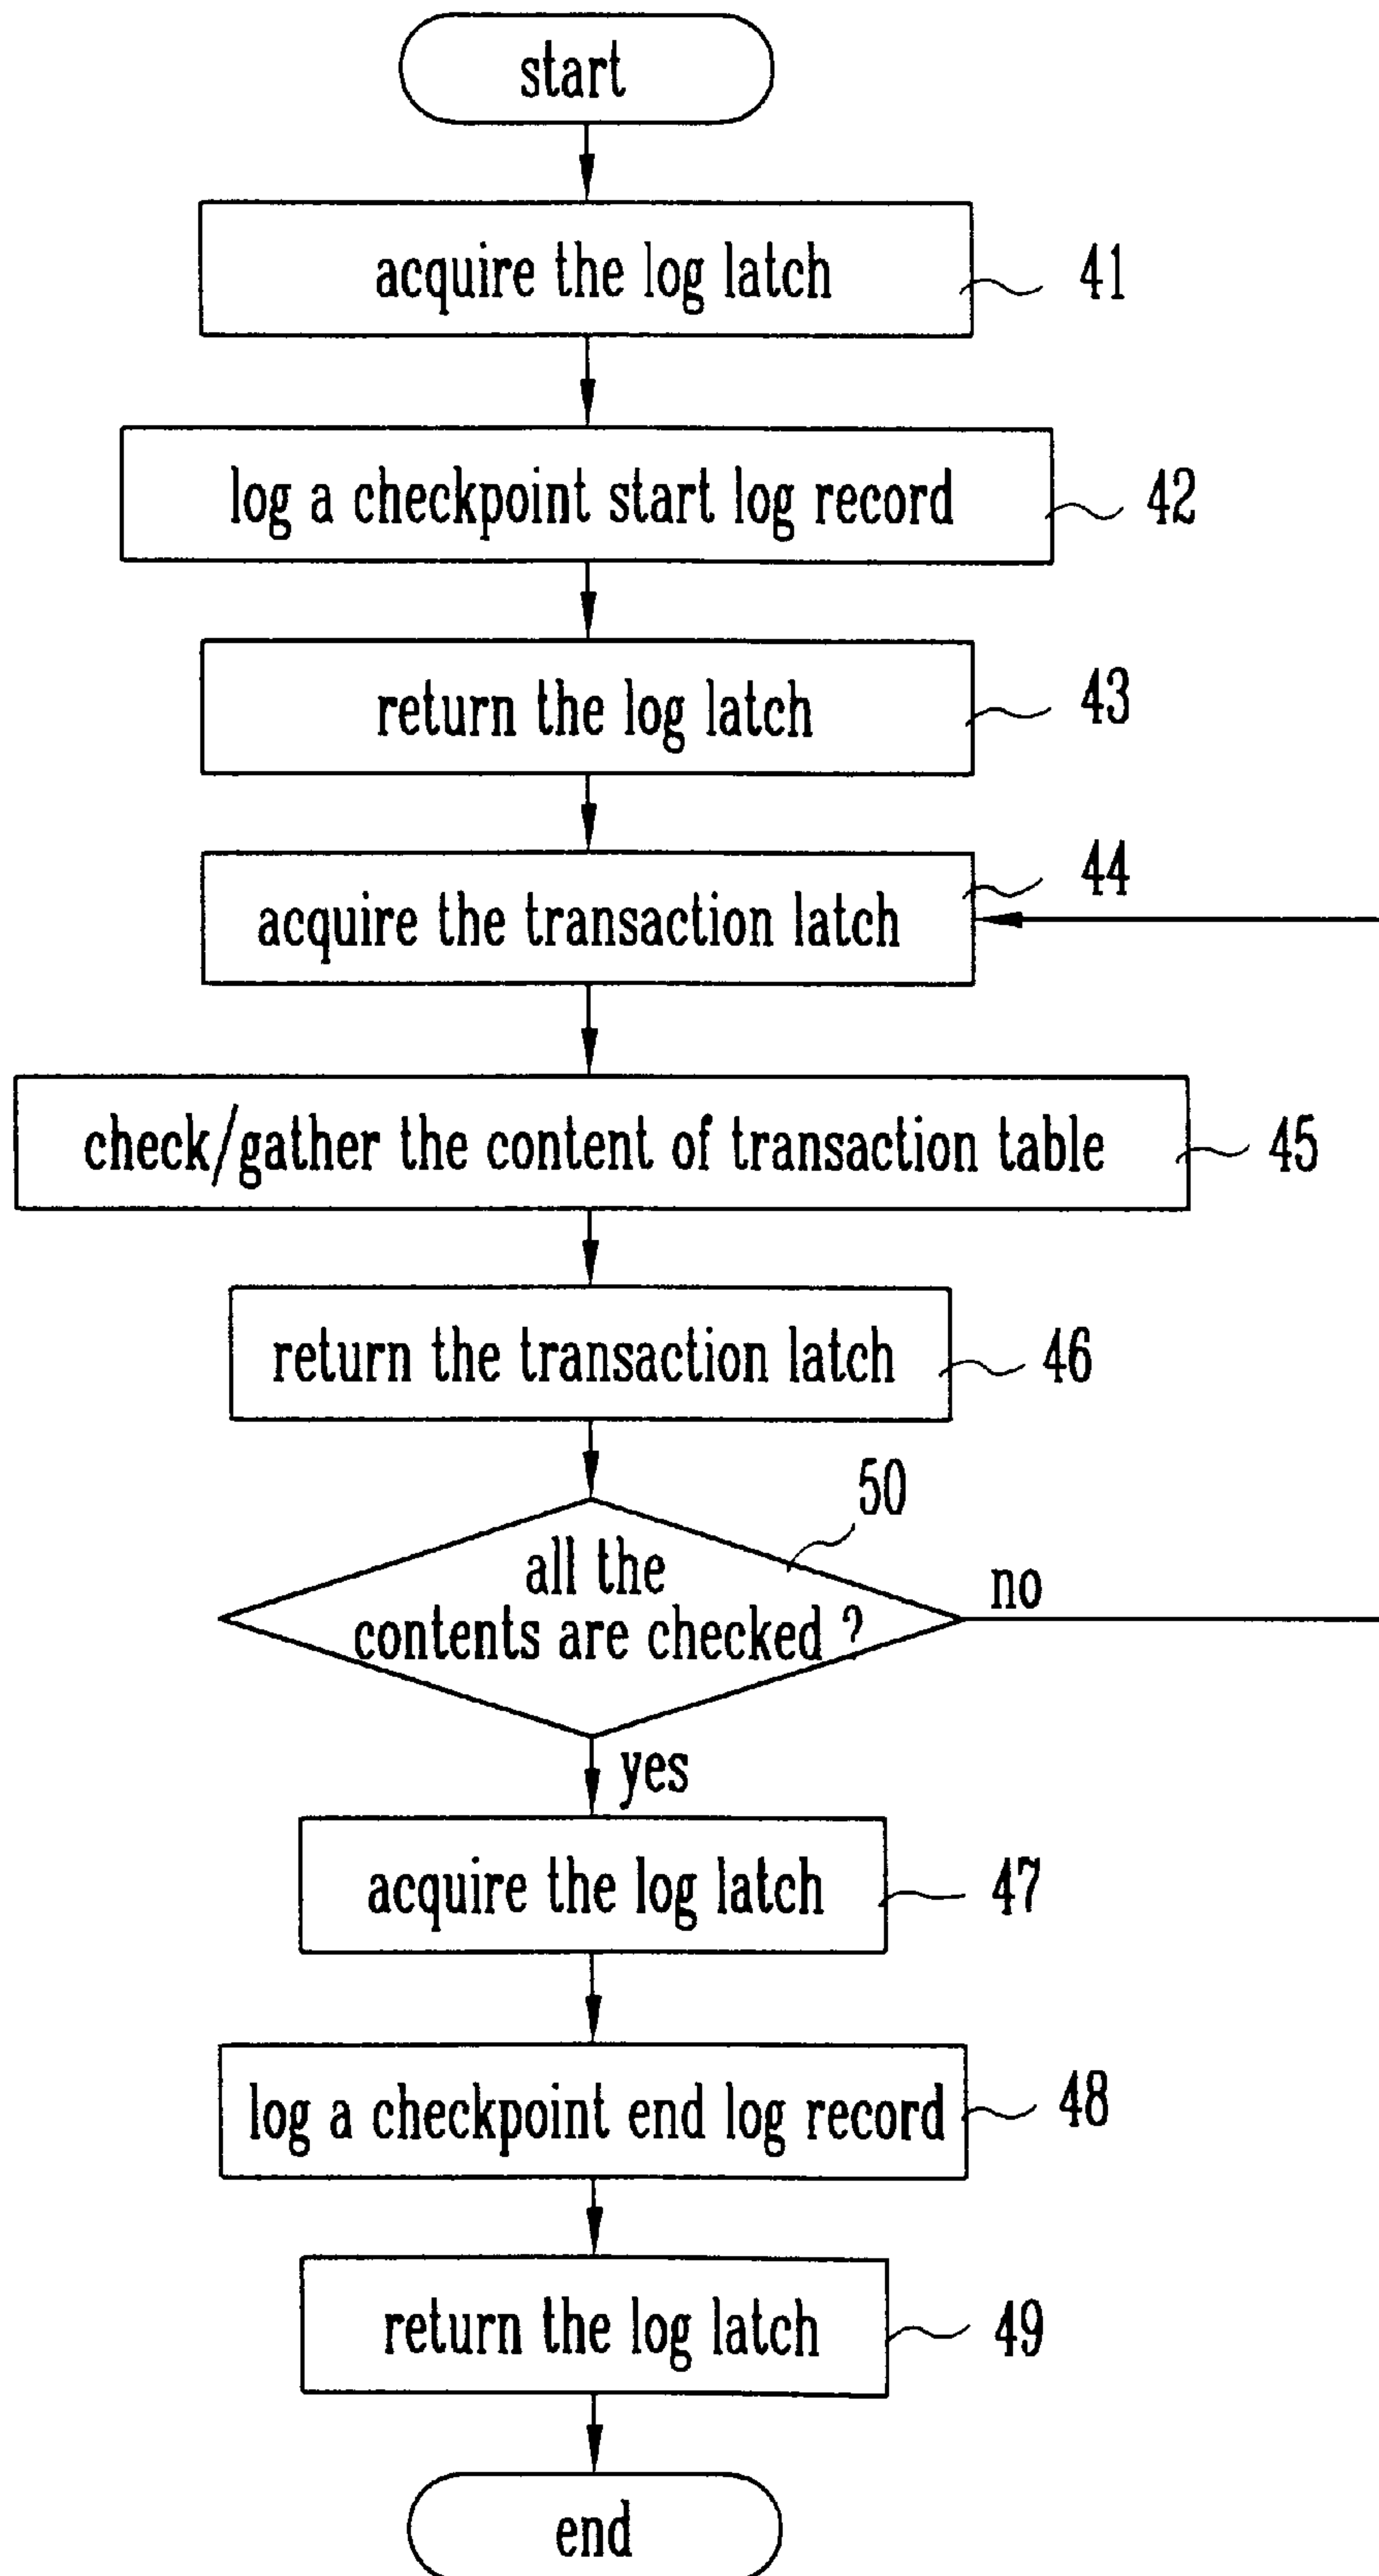 start
acquire the log latch 41
log a checkpoint start log record 42
return the log latch 43
44
acquire the transaction latch
check/gather the content of transaction table 45
return the transaction latch 46
50
all the
no
contents are checked ?
yes
acquire the log latch 47
log a checkpoint end log record 48
return the log latch 49
end